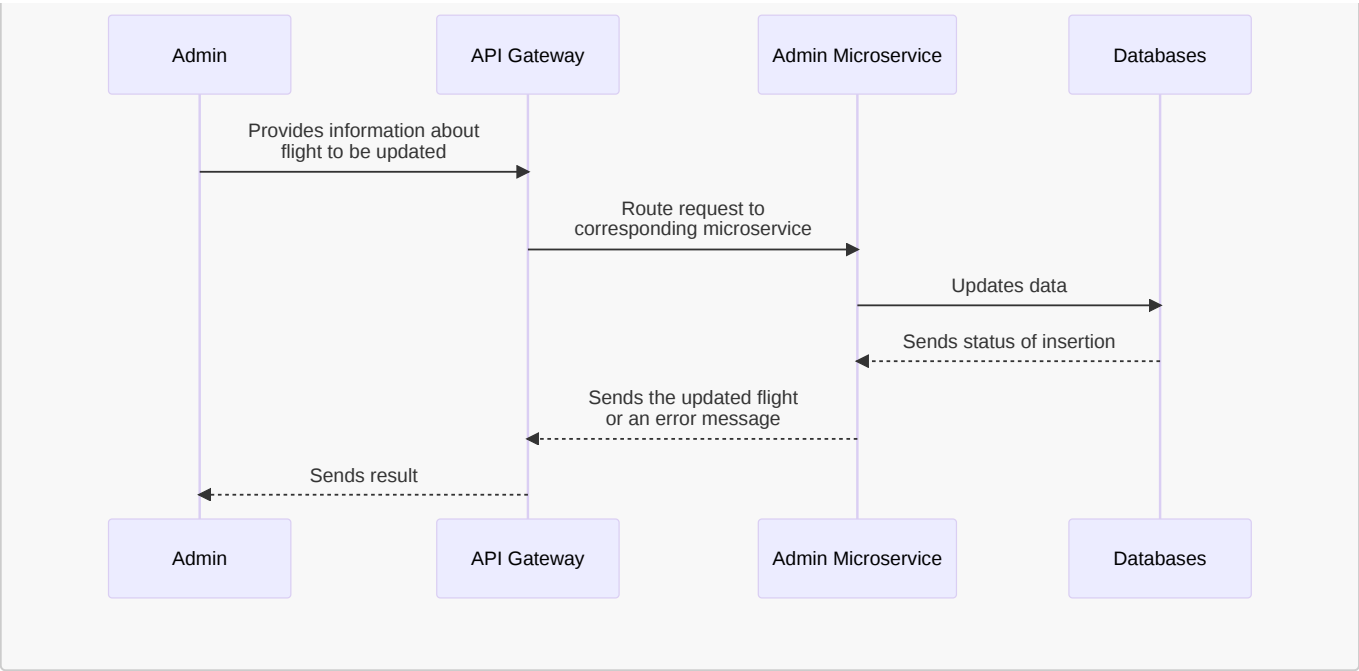 Admin
API Gateway
Admin Microservice
Databases
Provides information about
flight to be updated
Route request to
corresponding microservice
Updates data
Sends status of insertion
Sends the updated flight
or an error message
Sends result
Admin
API Gateway
Admin Microservice
Databases